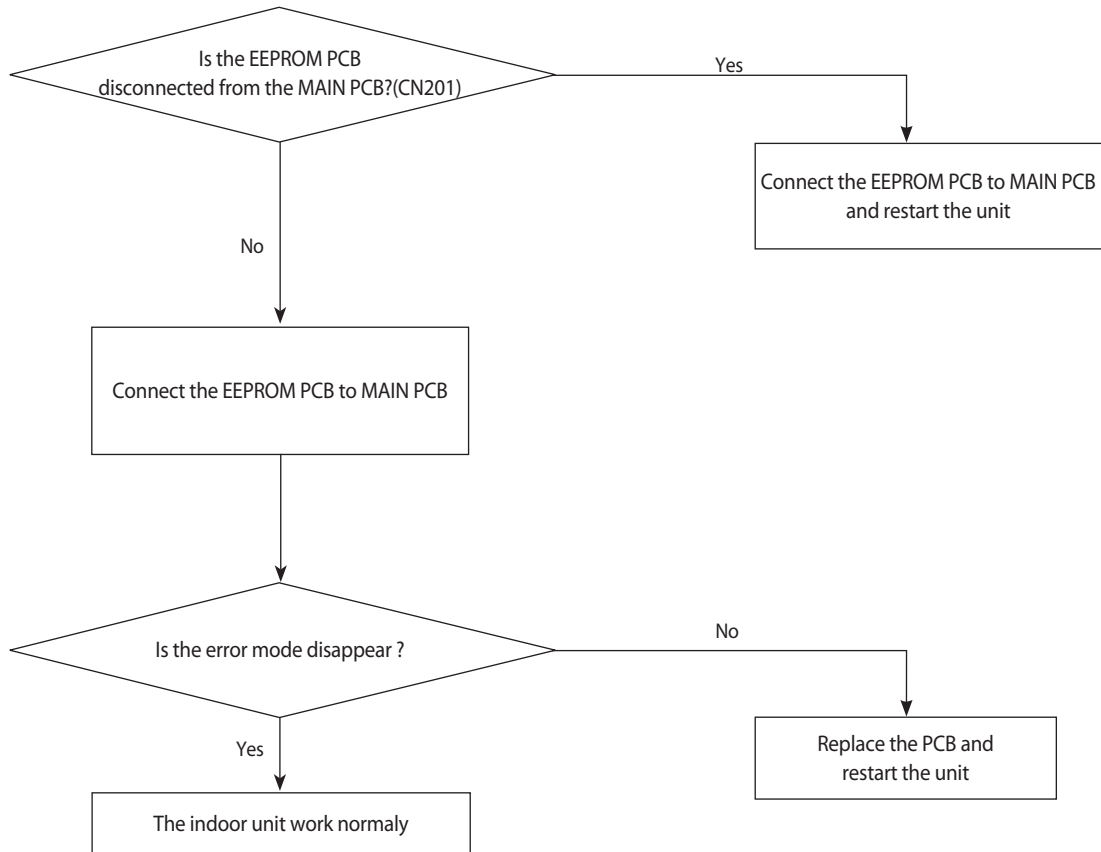 Is the EEPROM PCB
disconnected from the MAIN PCB?(CN201)
Yes
Connect the EEPROM PCB to MAIN PCB
and restart the unit
No
Connect the EEPROM PCB to MAIN PCB
Is the error mode disappear ?
No
Yes
Replace the PCB and
restart the unit
The indoor unit work normaly